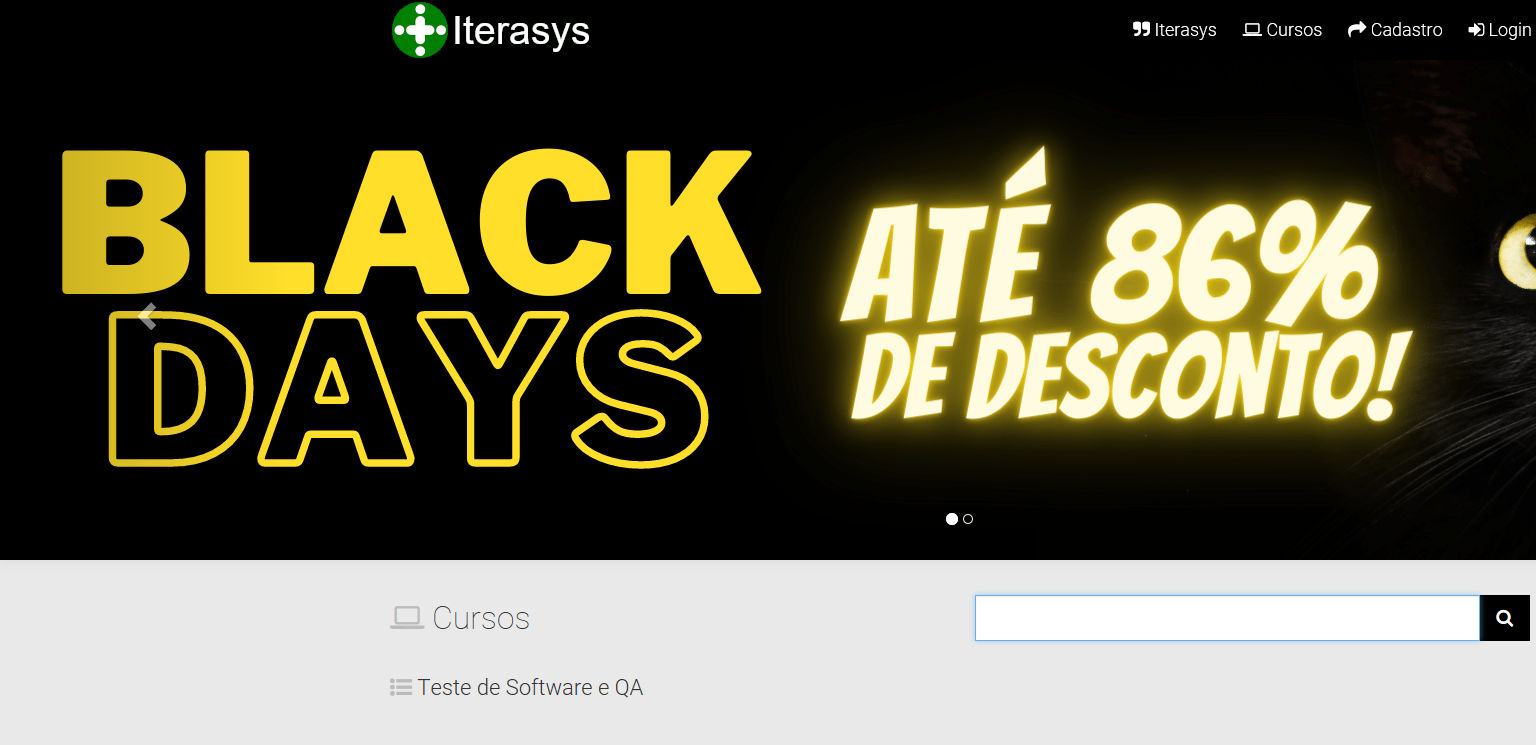 Iterasys
Iterasys Cursos Cadastro Login
BLACK
DAYS
ATÉ 86%
DE DESCONTO!
Cursos
Teste de Software e QA